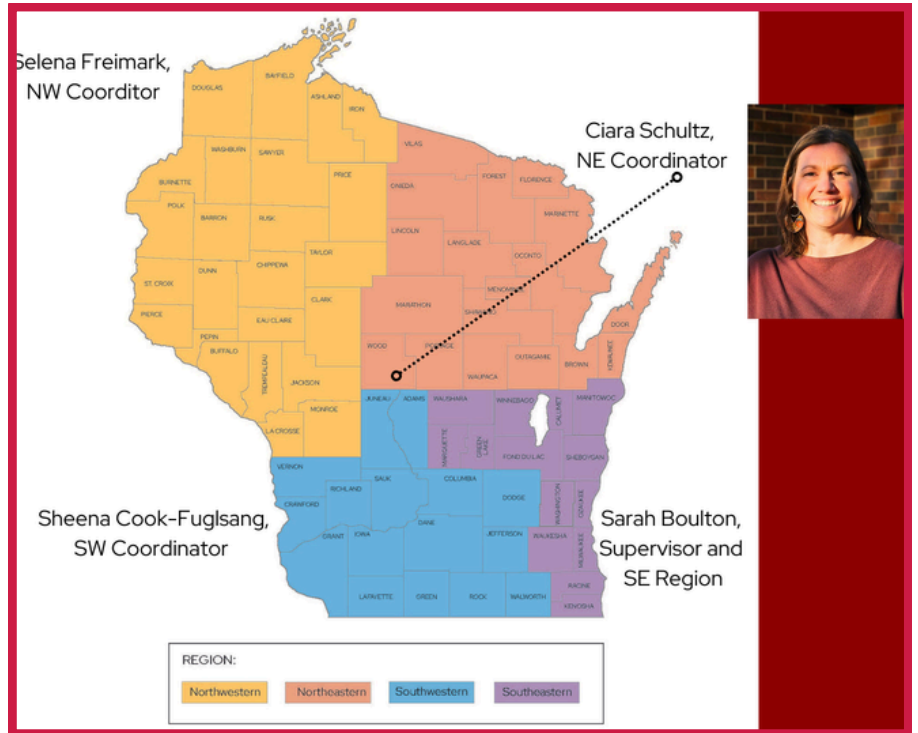 Selena Freimark,
NW Coorditor
Ciara Schultz,
NE Coordinator
DOUGLAS
BAYFIELD
ASHLAND
IRON
VILAS
WASHBURN
SAWYER
PRICE
ONEIDA
FOREST
FLORENCE
BURNETTE
POLK
BARRON
RUSK
MARINETTE
LINCOLN
LANGLADE
TAYLOR
OCONTO
CHIPPEWA
DUNN
ST. CROIX
MENOMINEE
CLARK
MARATHON
SHAWANO
PIERCE
EAU CLAIRE
DOOR
PEPIN
WOOD
PORTAGE
KEWAUNEE
BUFFALO
OUTAGAMIE
BROWN
TREMPEALEAU
WAUPACA
JACKSON
JUNEAU
ADAMS
WAUSHARA
WINNEBAGO
CALUMET
MANITOWOC
MONROE
LA CROSSE
MARQUETTE
GREEN
LAKE
FOND DU LAC
SHEBOYGAN
VERNON
SAUK
COLUMBIA
RICHLAND
DODGE
WASHINGTON
OZAUKEE
CRAWFORD
DANE
GRANT
IOWA
JEFFERSON
WAUKESHA
MILWAUKEE
LAFAYETTE
GREEN
ROCK
WALWORTH
RACINE
KENOSHA
Sheena Cook-Fuglsang,
SW Coordinator
Sarah Boulton,
Supervisor and
SE Region
REGION:
Northwestern
Northeastern
Southwestern
Southeastern